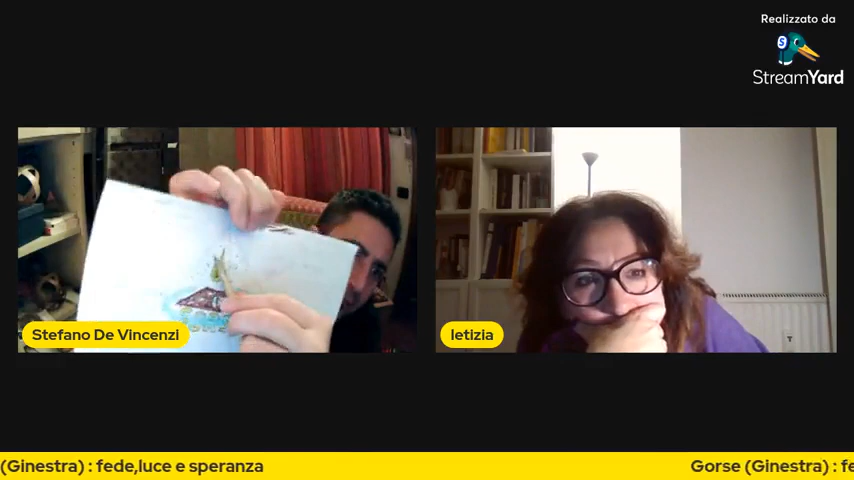 Realizzato da
StreamYard
Stefano De Vincenzi
letizia
(Ginestra) : fede,luce e speranza
Gorse (Ginestra) : fe